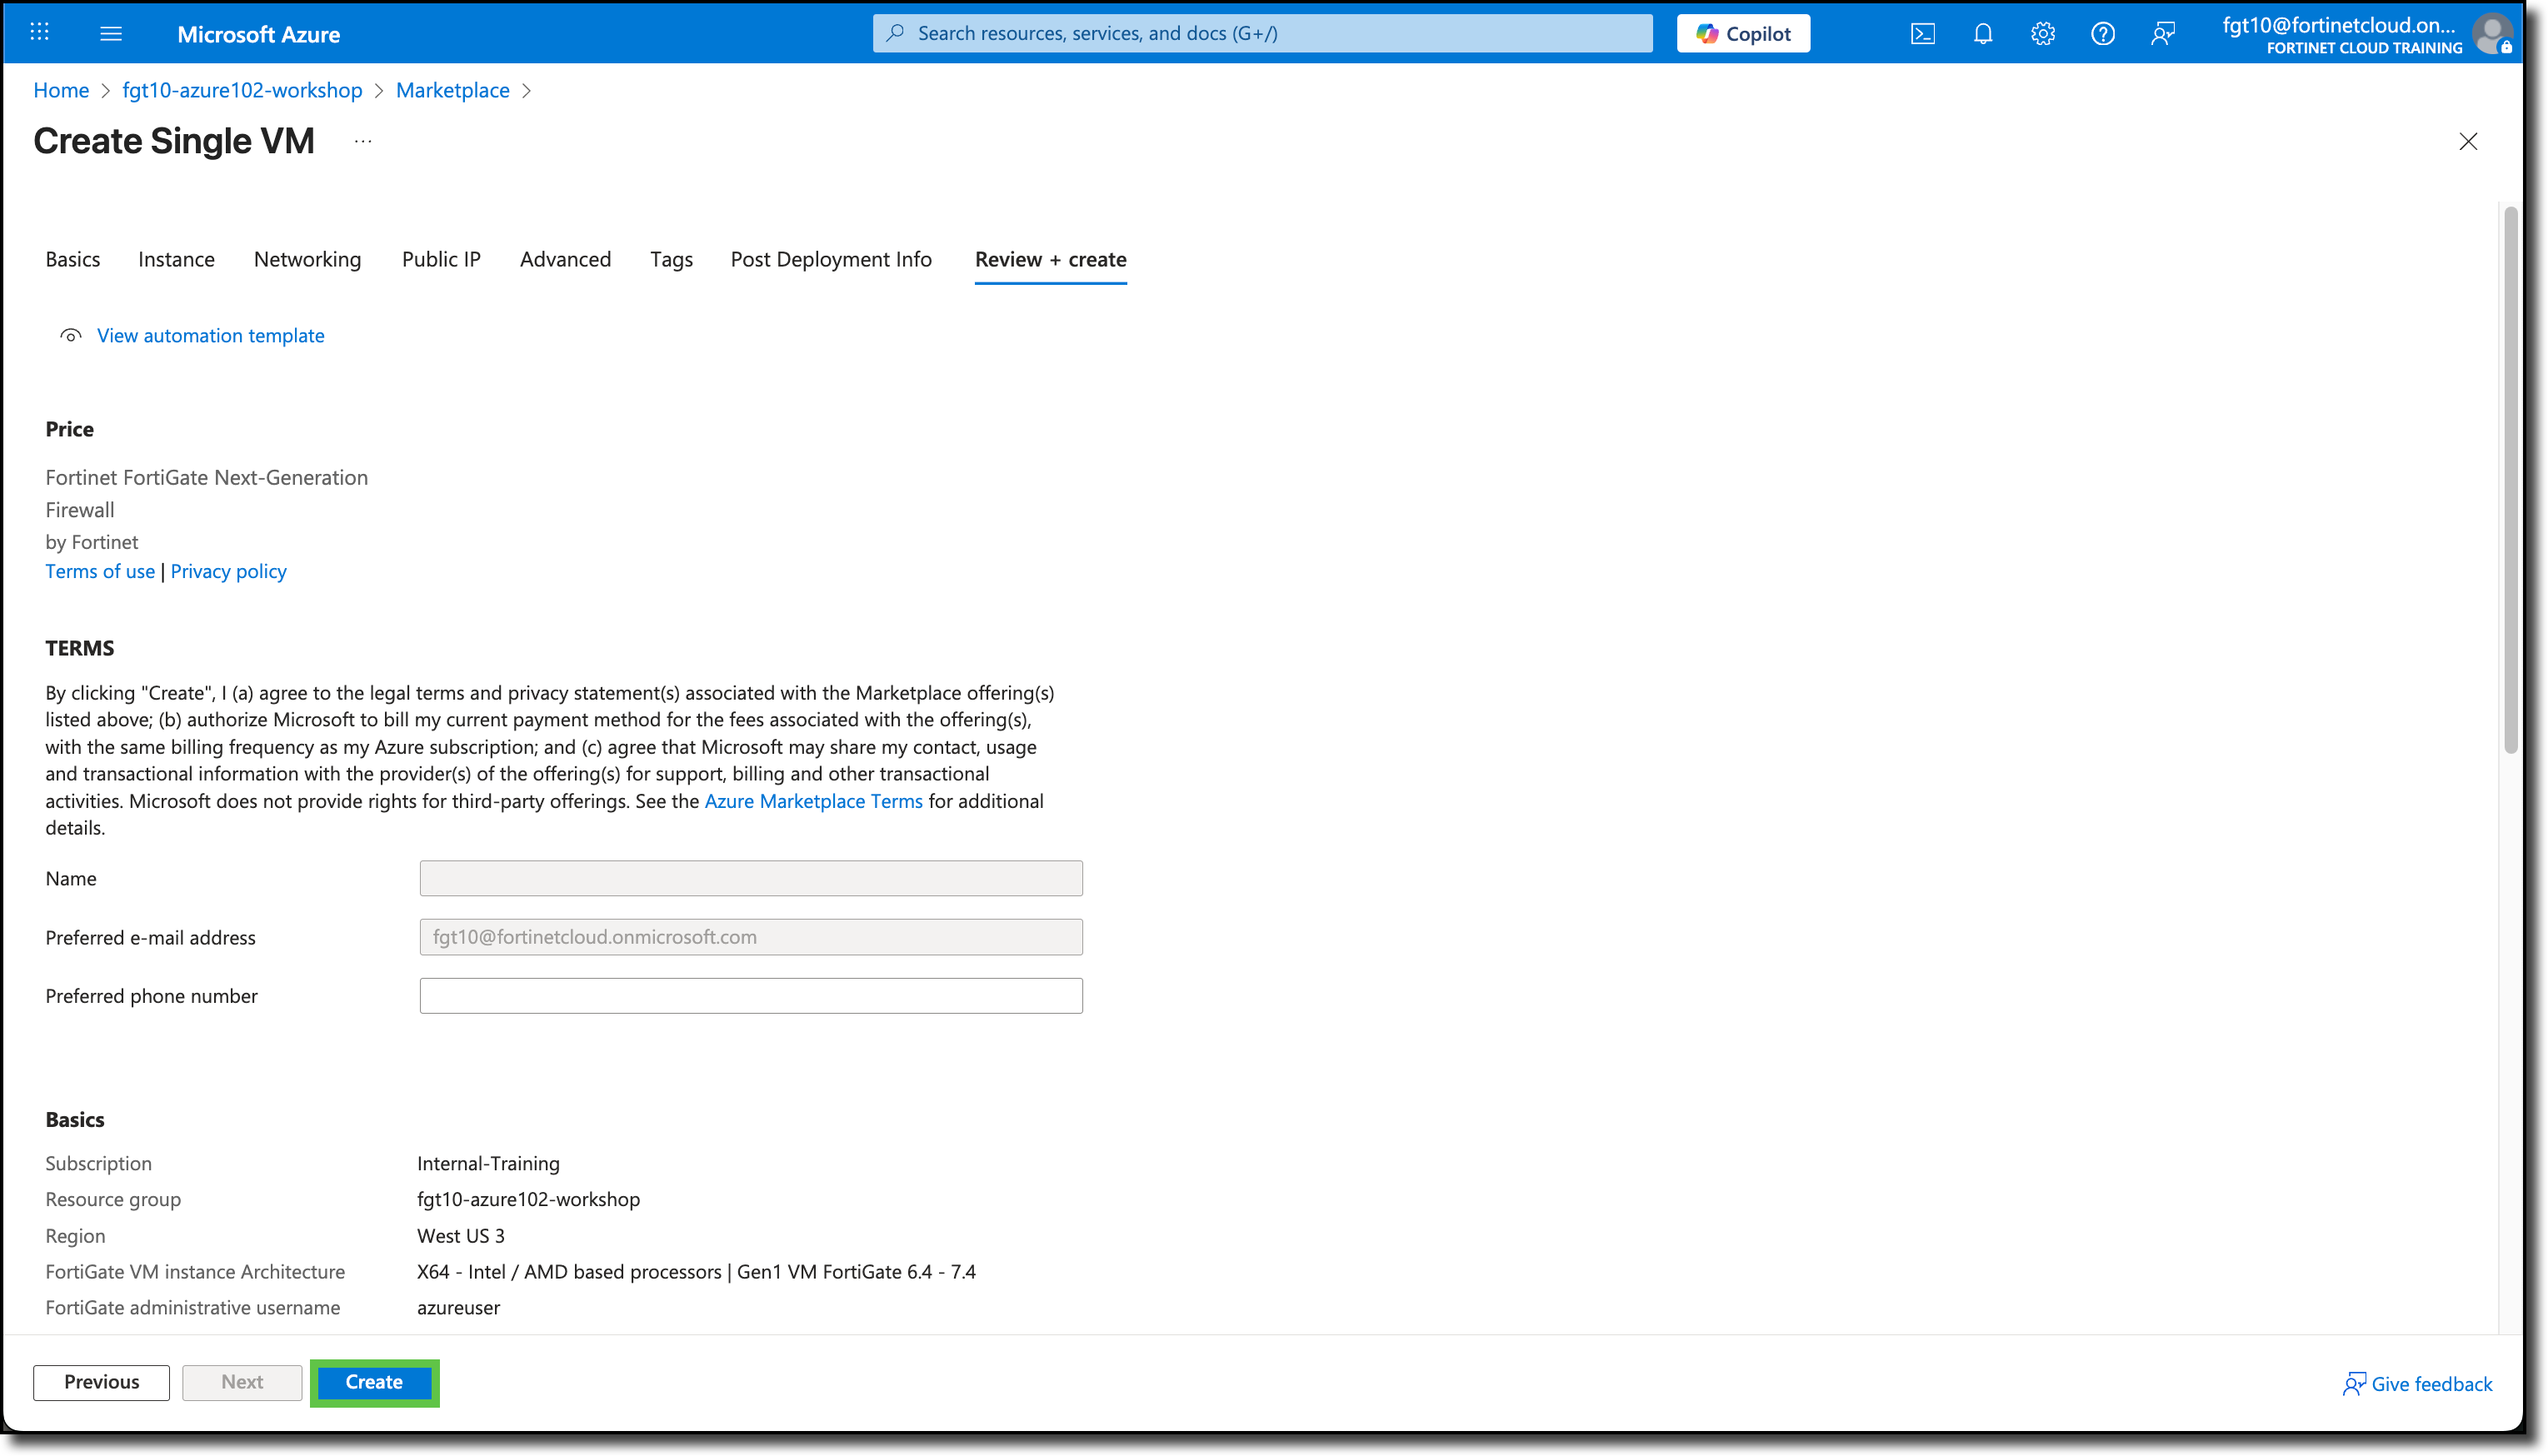 Microsoft Azure
Search resources, services, and docs (G+/)
Copilot
fgt10@fortinetcloud.on...
FORTINET CLOUD TRAINING
Home > fgt10-azure102-workshop > Marketplace >
Create Single VM ...
Basics Instance Networking Public IP Advanced Tags Post Deployment Info Review + create
View automation template
Price
Fortinet FortiGate Next-Generation
Firewall
by Fortinet
Terms of use | Privacy policy
TERMS
By clicking "Create", I (a) agree to the legal terms and privacy statement(s) associated with the Marketplace offering(s)
listed above; (b) authorize Microsoft to bill my current payment method for the fees associated with the offering(s),
with the same billing frequency as my Azure subscription; and (c) agree that Microsoft may share my contact, usage
and transactional information with the provider(s) of the offering(s) for support, billing and other transactional
activities. Microsoft does not provide rights for third-party offerings. See the Azure Marketplace Terms for additional
details.
Name
Preferred e-mail address fgt10@fortinetcloud.onmicrosoft.com
Preferred phone number
Basics
Subscription Internal-Training
Resource group fgt10-azure102-workshop
Region West US 3
FortiGate VM instance Architecture X64 - Intel / AMD based processors | Gen1 VM FortiGate 6.4 - 7.4
FortiGate administrative username azureuser
Previous Next Create Give feedback